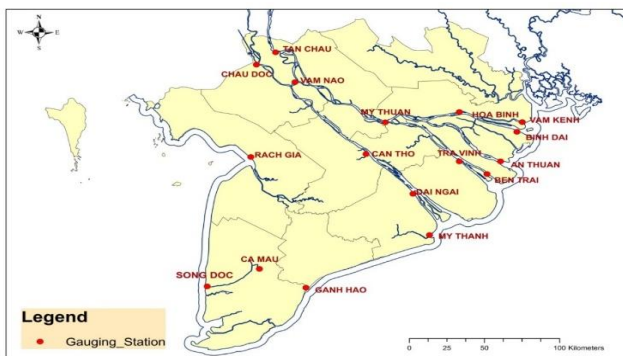 N
W E
S
TAN CHAU
CHAU DOC
VAM NAO
MY THUAN
HOA BINH
VAM KENH
BINH DAI
RACH GIA
CAN THO
TRA VINH
AN THUAN
BEN TRAI
DAI NGAI
MY THANH
CA MAU
SONG DOC
GANH HAO
Legend
Gauging_Station
0 25 50 100 Kilometers